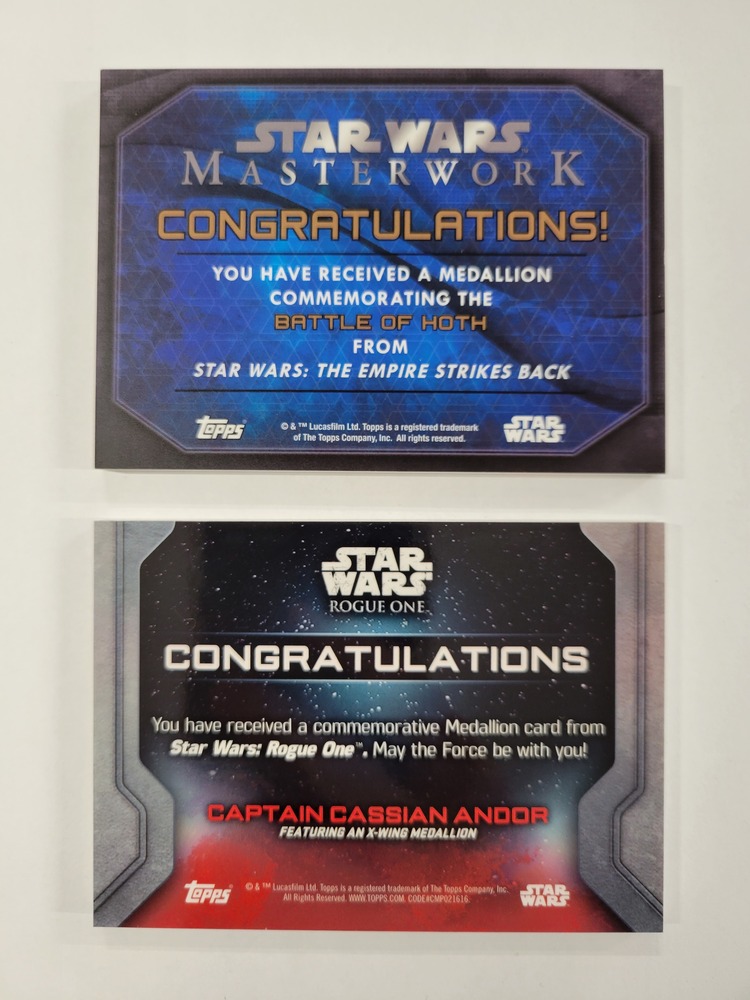 STAR WARS™
MASTERWORK
CONGRATULATIONS!
YOU HAVE RECEIVED A MEDALLION
COMMEMORATING THE
BATTLE OF HOTH
FROM
STAR WARS: THE EMPIRE STRIKES BACK
Topps®
© & ™ Lucasfilm Ltd. Topps is a registered trademark
of The Topps Company, Inc. All rights reserved.
STAR
WARS
STAR
WARS
ROGUE ONE™
CONGRATULATIONS
You have received a commemorative Medallion card from
Star Wars: Rogue One™. May the Force be with you!
CAPTAIN CASSIAN ANDOR
FEATURING AN X-WING MEDALLION
Topps®
© & ™ Lucasfilm Ltd. Topps is a registered trademark of The Topps Company, Inc.
All Rights Reserved. WWW.TOPPS.COM. CODE#CMP021616.
STAR
WARS